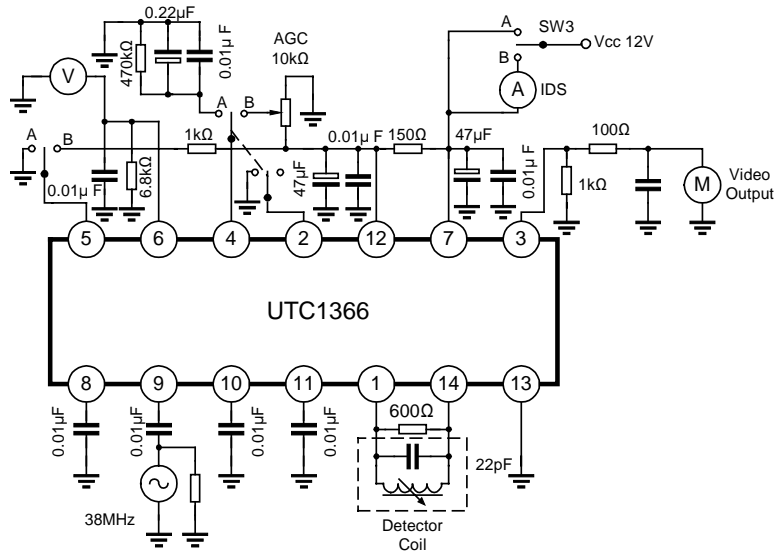 0.22µF
470kΩ
0.01µ F
AGC
10kΩ
A
SW3
Vcc 12V
B
A
IDS
V
A
B
A
B
1kΩ
0.01µ F
150Ω
47µF
100Ω
0.01µ F
6.8kΩ
47µF
0.01µ F
1kΩ
M
Video
Output
5
6
4
2
12
7
3
UTC1366
8
9
10
11
1
14
13
0.01µF
0.01µF
0.01µF
0.01µF
600Ω
22pF
38MHz
Detector
Coil